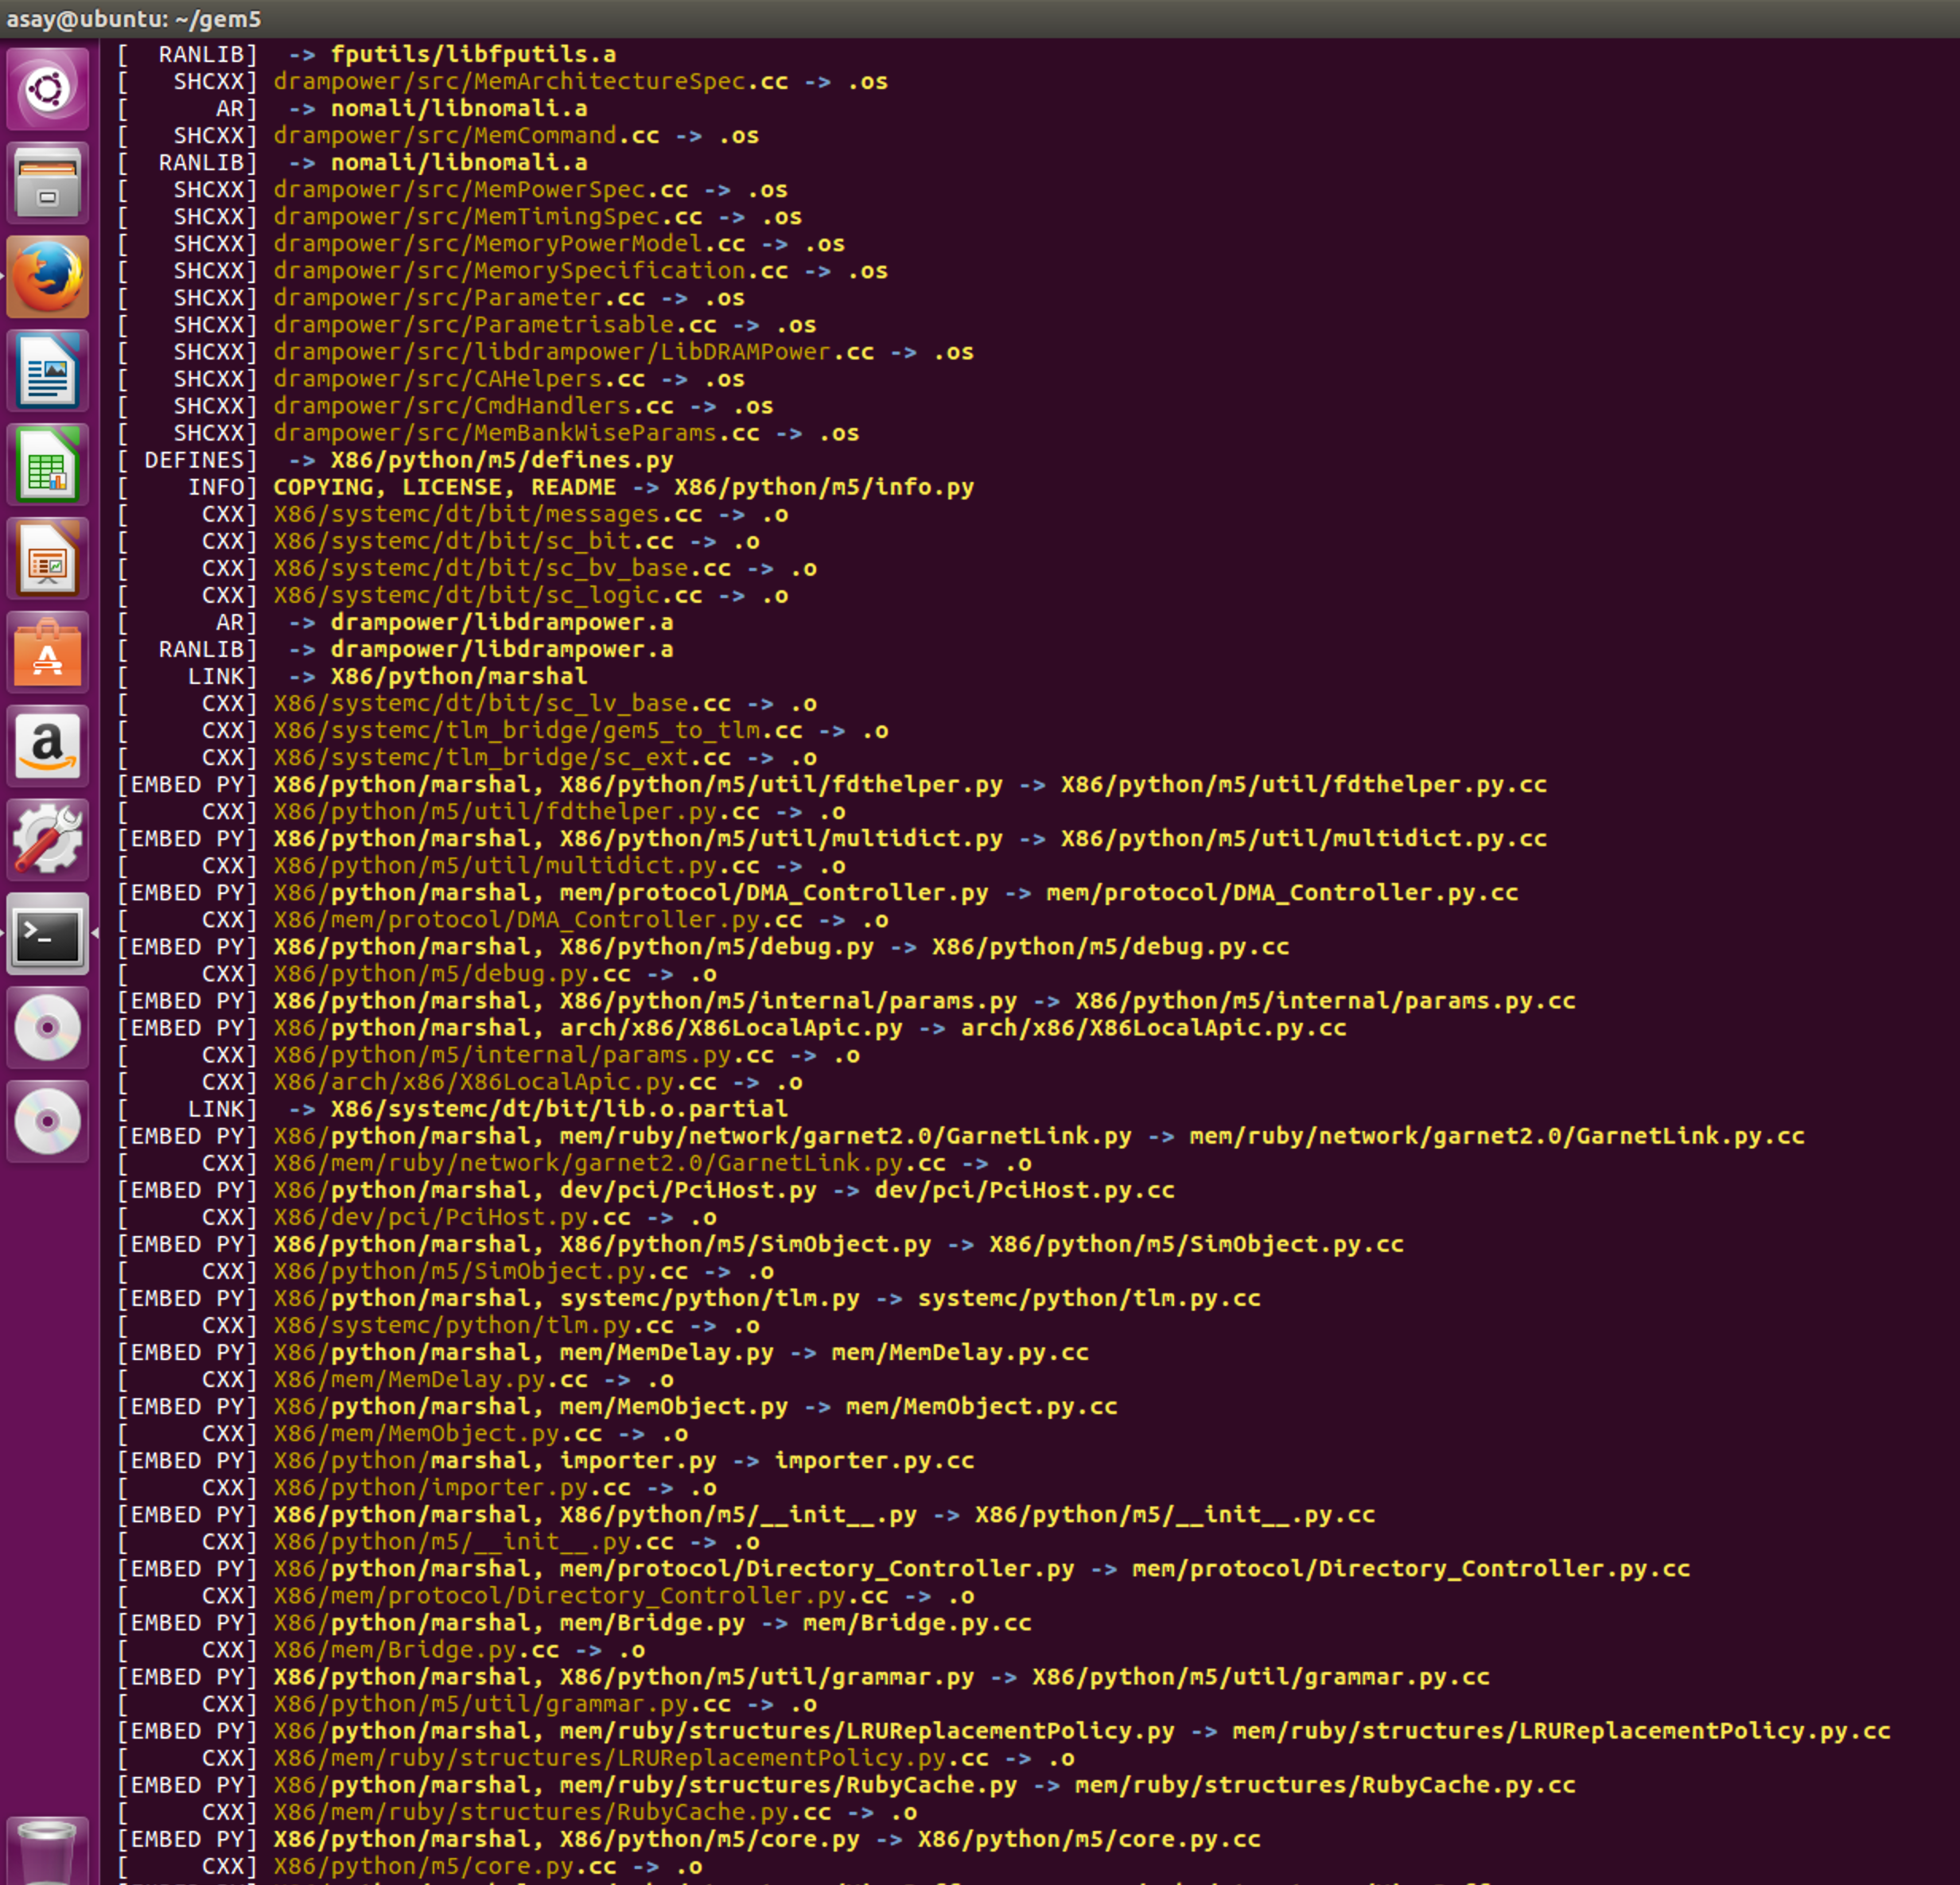 asay@ubuntu: ~/gem5
[  RANLIB]  -> fputils/libfputils.a
[   SHCXX] drampower/src/MemArchitectureSpec.cc -> .os
[      AR]  -> nomali/libnomali.a
[   SHCXX] drampower/src/MemCommand.cc -> .os
[  RANLIB]  -> nomali/libnomali.a
[   SHCXX] drampower/src/MemPowerSpec.cc -> .os
[   SHCXX] drampower/src/MemTimingSpec.cc -> .os
[   SHCXX] drampower/src/MemoryPowerModel.cc -> .os
[   SHCXX] drampower/src/MemorySpecification.cc -> .os
[   SHCXX] drampower/src/Parameter.cc -> .os
[   SHCXX] drampower/src/Parametrisable.cc -> .os
[   SHCXX] drampower/src/libdrampower/LibDRAMPower.cc -> .os
[   SHCXX] drampower/src/CAHelpers.cc -> .os
[   SHCXX] drampower/src/CmdHandlers.cc -> .os
[   SHCXX] drampower/src/MemBankWiseParams.cc -> .os
[ DEFINES]  -> X86/python/m5/defines.py
[    INFO] COPYING, LICENSE, README -> X86/python/m5/info.py
[     CXX] X86/systemc/dt/bit/messages.cc -> .o
[     CXX] X86/systemc/dt/bit/sc_bit.cc -> .o
[     CXX] X86/systemc/dt/bit/sc_bv_base.cc -> .o
[     CXX] X86/systemc/dt/bit/sc_logic.cc -> .o
[      AR]  -> drampower/libdrampower.a
[  RANLIB]  -> drampower/libdrampower.a
[    LINK]  -> X86/python/marshal
[     CXX] X86/systemc/dt/bit/sc_lv_base.cc -> .o
[     CXX] X86/systemc/tlm_bridge/gem5_to_tlm.cc -> .o
[     CXX] X86/systemc/tlm_bridge/sc_ext.cc -> .o
[EMBED PY] X86/python/marshal, X86/python/m5/util/fdthelper.py -> X86/python/m5/util/fdthelper.py.cc
[     CXX] X86/python/m5/util/fdthelper.py.cc -> .o
[EMBED PY] X86/python/marshal, X86/python/m5/util/multidict.py -> X86/python/m5/util/multidict.py.cc
[     CXX] X86/python/m5/util/multidict.py.cc -> .o
[EMBED PY] X86/python/marshal, mem/protocol/DMA_Controller.py -> mem/protocol/DMA_Controller.py.cc
[     CXX] X86/mem/protocol/DMA_Controller.py.cc -> .o
[EMBED PY] X86/python/marshal, X86/python/m5/debug.py -> X86/python/m5/debug.py.cc
[     CXX] X86/python/m5/debug.py.cc -> .o
[EMBED PY] X86/python/marshal, X86/python/m5/internal/params.py -> X86/python/m5/internal/params.py.cc
[EMBED PY] X86/python/marshal, arch/x86/X86LocalApic.py -> arch/x86/X86LocalApic.py.cc
[     CXX] X86/python/m5/internal/params.py.cc -> .o
[     CXX] X86/arch/x86/X86LocalApic.py.cc -> .o
[    LINK]  -> X86/systemc/dt/bit/lib.o.partial
[EMBED PY] X86/python/marshal, mem/ruby/network/garnet2.0/GarnetLink.py -> mem/ruby/network/garnet2.0/GarnetLink.py.cc
[     CXX] X86/mem/ruby/network/garnet2.0/GarnetLink.py.cc -> .o
[EMBED PY] X86/python/marshal, dev/pci/PciHost.py -> dev/pci/PciHost.py.cc
[     CXX] X86/dev/pci/PciHost.py.cc -> .o
[EMBED PY] X86/python/marshal, X86/python/m5/SimObject.py -> X86/python/m5/SimObject.py.cc
[     CXX] X86/python/m5/SimObject.py.cc -> .o
[EMBED PY] X86/python/marshal, systemc/python/tlm.py -> systemc/python/tlm.py.cc
[     CXX] X86/systemc/python/tlm.py.cc -> .o
[EMBED PY] X86/python/marshal, mem/MemDelay.py -> mem/MemDelay.py.cc
[     CXX] X86/mem/MemDelay.py.cc -> .o
[EMBED PY] X86/python/marshal, mem/MemObject.py -> mem/MemObject.py.cc
[     CXX] X86/mem/MemObject.py.cc -> .o
[EMBED PY] X86/python/marshal, importer.py -> importer.py.cc
[     CXX] X86/python/importer.py.cc -> .o
[EMBED PY] X86/python/marshal, X86/python/m5/__init__.py -> X86/python/m5/__init__.py.cc
[     CXX] X86/python/m5/__init__.py.cc -> .o
[EMBED PY] X86/python/marshal, mem/protocol/Directory_Controller.py -> mem/protocol/Directory_Controller.py.cc
[     CXX] X86/mem/protocol/Directory_Controller.py.cc -> .o
[EMBED PY] X86/python/marshal, mem/Bridge.py -> mem/Bridge.py.cc
[     CXX] X86/mem/Bridge.py.cc -> .o
[EMBED PY] X86/python/marshal, X86/python/m5/util/grammar.py -> X86/python/m5/util/grammar.py.cc
[     CXX] X86/python/m5/util/grammar.py.cc -> .o
[EMBED PY] X86/python/marshal, mem/ruby/structures/LRUReplacementPolicy.py -> mem/ruby/structures/LRUReplacementPolicy.py.cc
[     CXX] X86/mem/ruby/structures/LRUReplacementPolicy.py.cc -> .o
[EMBED PY] X86/python/marshal, mem/ruby/structures/RubyCache.py -> mem/ruby/structures/RubyCache.py.cc
[     CXX] X86/mem/ruby/structures/RubyCache.py.cc -> .o
[EMBED PY] X86/python/marshal, X86/python/m5/core.py -> X86/python/m5/core.py.cc
[     CXX] X86/python/m5/core.py.cc -> .o